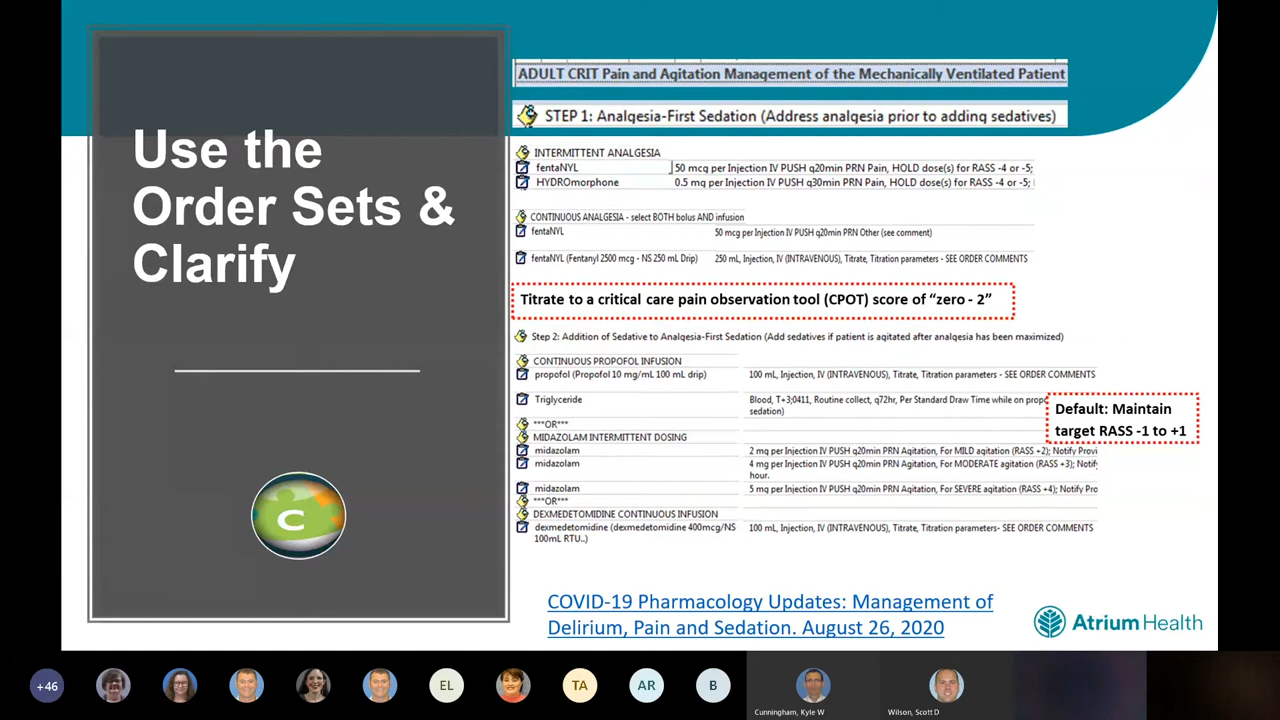 Use the
Order Sets &
Clarify
C
ADULT CRIT Pain and Agitation Management of the Mechanically Ventilated Patient
STEP 1: Analgesia-First Sedation (Address analgesia prior to adding sedatives)
INTERMITTENT ANALGESIA
fentaNYL 50 mcg per Injection IV PUSH q20min PRN Pain, HOLD dose(s) for RASS -4 or -5;
HYDROmorphone 0.5 mg per Injection IV PUSH q30min PRN Pain, HOLD dose(s) for RASS -4 or -5;
CONTINUOUS ANALGESIA - select BOTH bolus AND infusion
fentaNYL 50 mcg per Injection IV PUSH q20min PRN Other (see comment)
fentaNYL (Fentanyl 2500 mcg - NS 250 mL Drip) 250 mL, Injection, IV (INTRAVENOUS), Titrate, Titration parameters - SEE ORDER COMMENTS
Titrate to a critical care pain observation tool (CPOT) score of “zero - 2”
Step 2: Addition of Sedative to Analgesia-First Sedation (Add sedatives if patient is agitated after analgesia has been maximized)
CONTINUOUS PROPOFOL INFUSION
propofol (Propofol 10 mg/mL 100 mL drip) 100 mL, Injection, IV (INTRAVENOUS), Titrate, Titration parameters - SEE ORDER COMMENTS
Triglyceride Blood, T+3;0411, Routine collect, q72hr, Per Standard Draw Time while on propo
sedation)
Default: Maintain
target RASS -1 to +1
***OR***
MIDAZOLAM INTERMITTENT DOSING
midazolam 2 mg per Injection IV PUSH q20min PRN Agitation, For MILD agitation (RASS +2); Notify Provi
midazolam 4 mg per Injection IV PUSH q20min PRN Agitation, For MODERATE agitation (RASS +3); Notify
hour.
midazolam 5 mg per Injection IV PUSH q20min PRN Agitation, For SEVERE agitation (RASS +4); Notify Pro
***OR***
DEXMEDETOMIDINE CONTINUOUS INFUSION
dexmedetomidine (dexmedetomidine 400mcg/NS 100 mL, Injection, IV (INTRAVENOUS), Titrate, Titration parameters- SEE ORDER COMMENTS
100mL RTU..)
COVID-19 Pharmacology Updates: Management of
Delirium, Pain and Sedation. August 26, 2020
Atrium Health
+46
EL
TA
AR
B
Cunningham, Kyle W
Wilson, Scott D